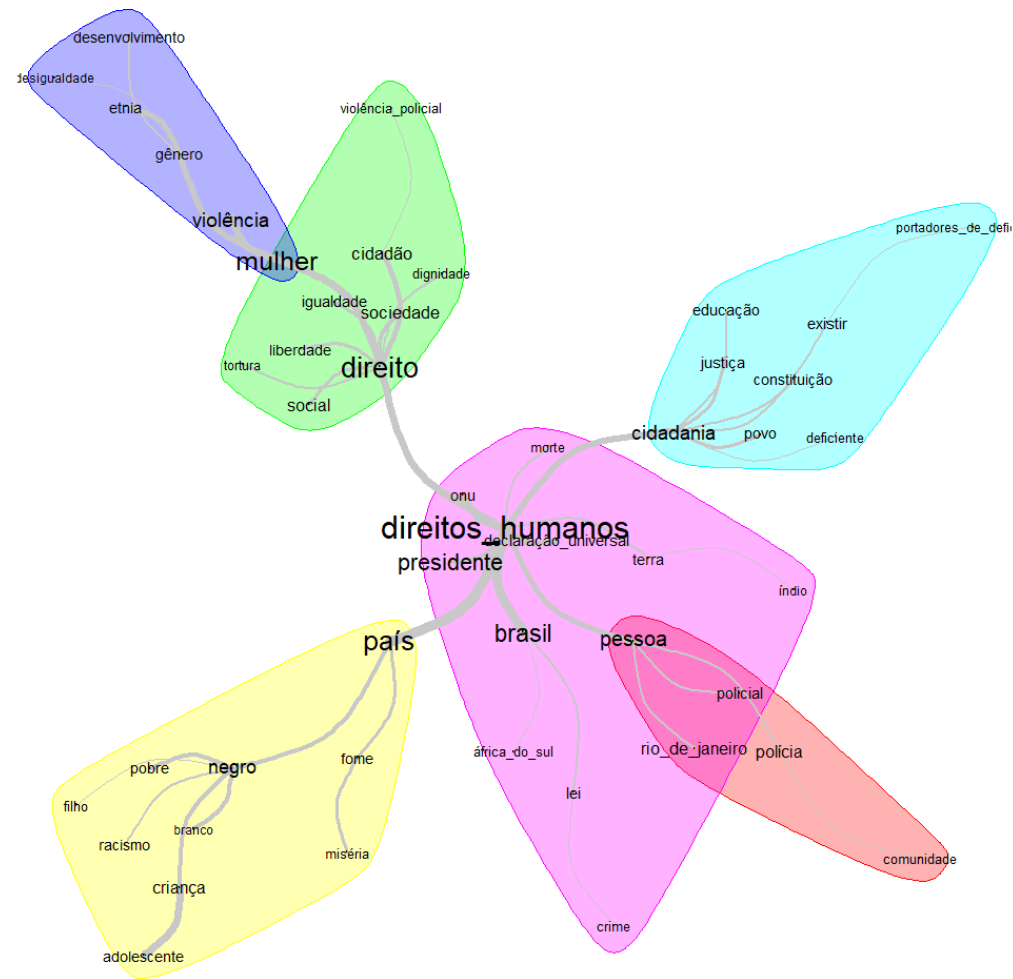 desenvolvimento
desigualdade
etnia
gênero
violência
mulher
violência_policial
cidadão
dignidade
igualdade
sociedade
liberdade
tortura
direito
social
portadores_de_defi
educação
existir
justiça
constituição
cidadania
povo
deficiente
morte
onu
direitos_humanos
declaração_universal
presidente
terra
índio
brasil
pessoa
país
policial
rio_de_janeiro
polícia
áfrica_do_sul
lei
comunidade
crime
fome
negro
pobre
filho
branco
racismo
miséria
criança
adolescente